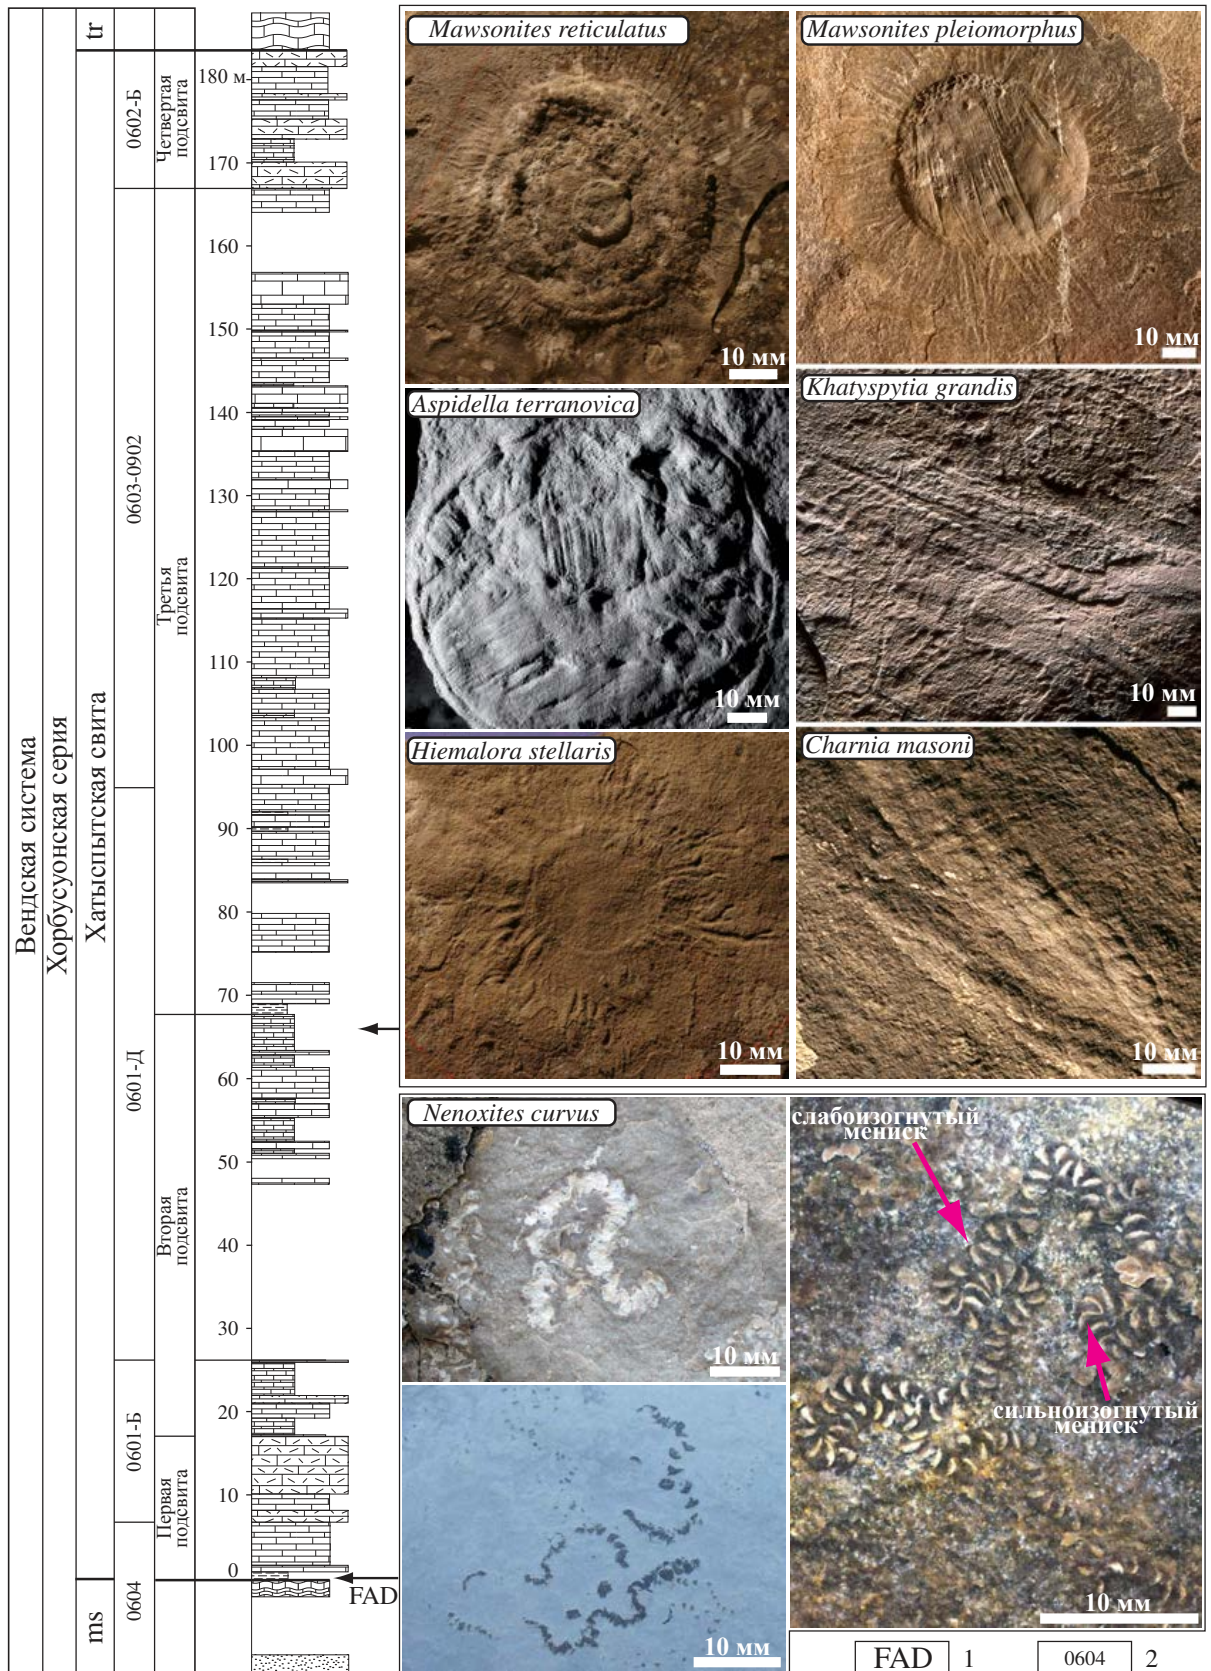 Вендская система
Хорбусуонская серия
tr
Хатыспытская свита
ms
0602-Б
0603-0902
0601-Д
0601-Б
0604
Четвертая
подсвита
Третья
подсвита
Вторая
подсвита
Первая
подсвита
180 м
170
160
150
140
130
120
110
100
90
80
70
60
50
40
30
20
10
0
FAD
Mawsonites reticulatus
10 мм
Mawsonites pleiomorphus
10 мм
Aspidella terranovica
10 мм
Khatyspytia grandis
10 мм
Hiemalora stellaris
10 мм
Charnia masoni
10 мм
Nenoxites curvus
10 мм
10 мм
слабоизогнутый
мениск
сильноизогнутый
мениск
10 мм
FAD 1
0604 2